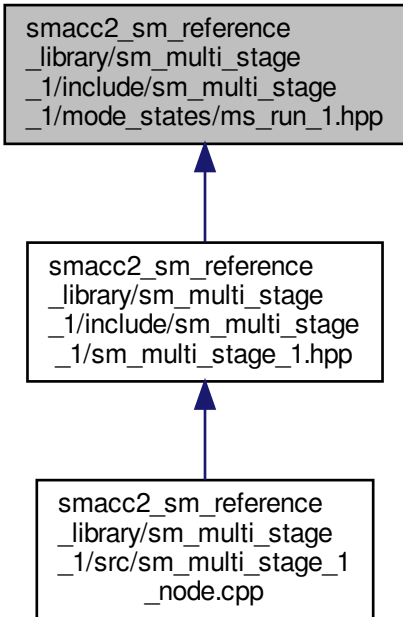 smacc2_sm_reference
_library/sm_multi_stage
_1/include/sm_multi_stage
_1/mode_states/ms_run_1.hpp
smacc2_sm_reference
_library/sm_multi_stage
_1/include/sm_multi_stage
_1/sm_multi_stage_1.hpp
smacc2_sm_reference
_library/sm_multi_stage
_1/src/sm_multi_stage_1
_node.cpp